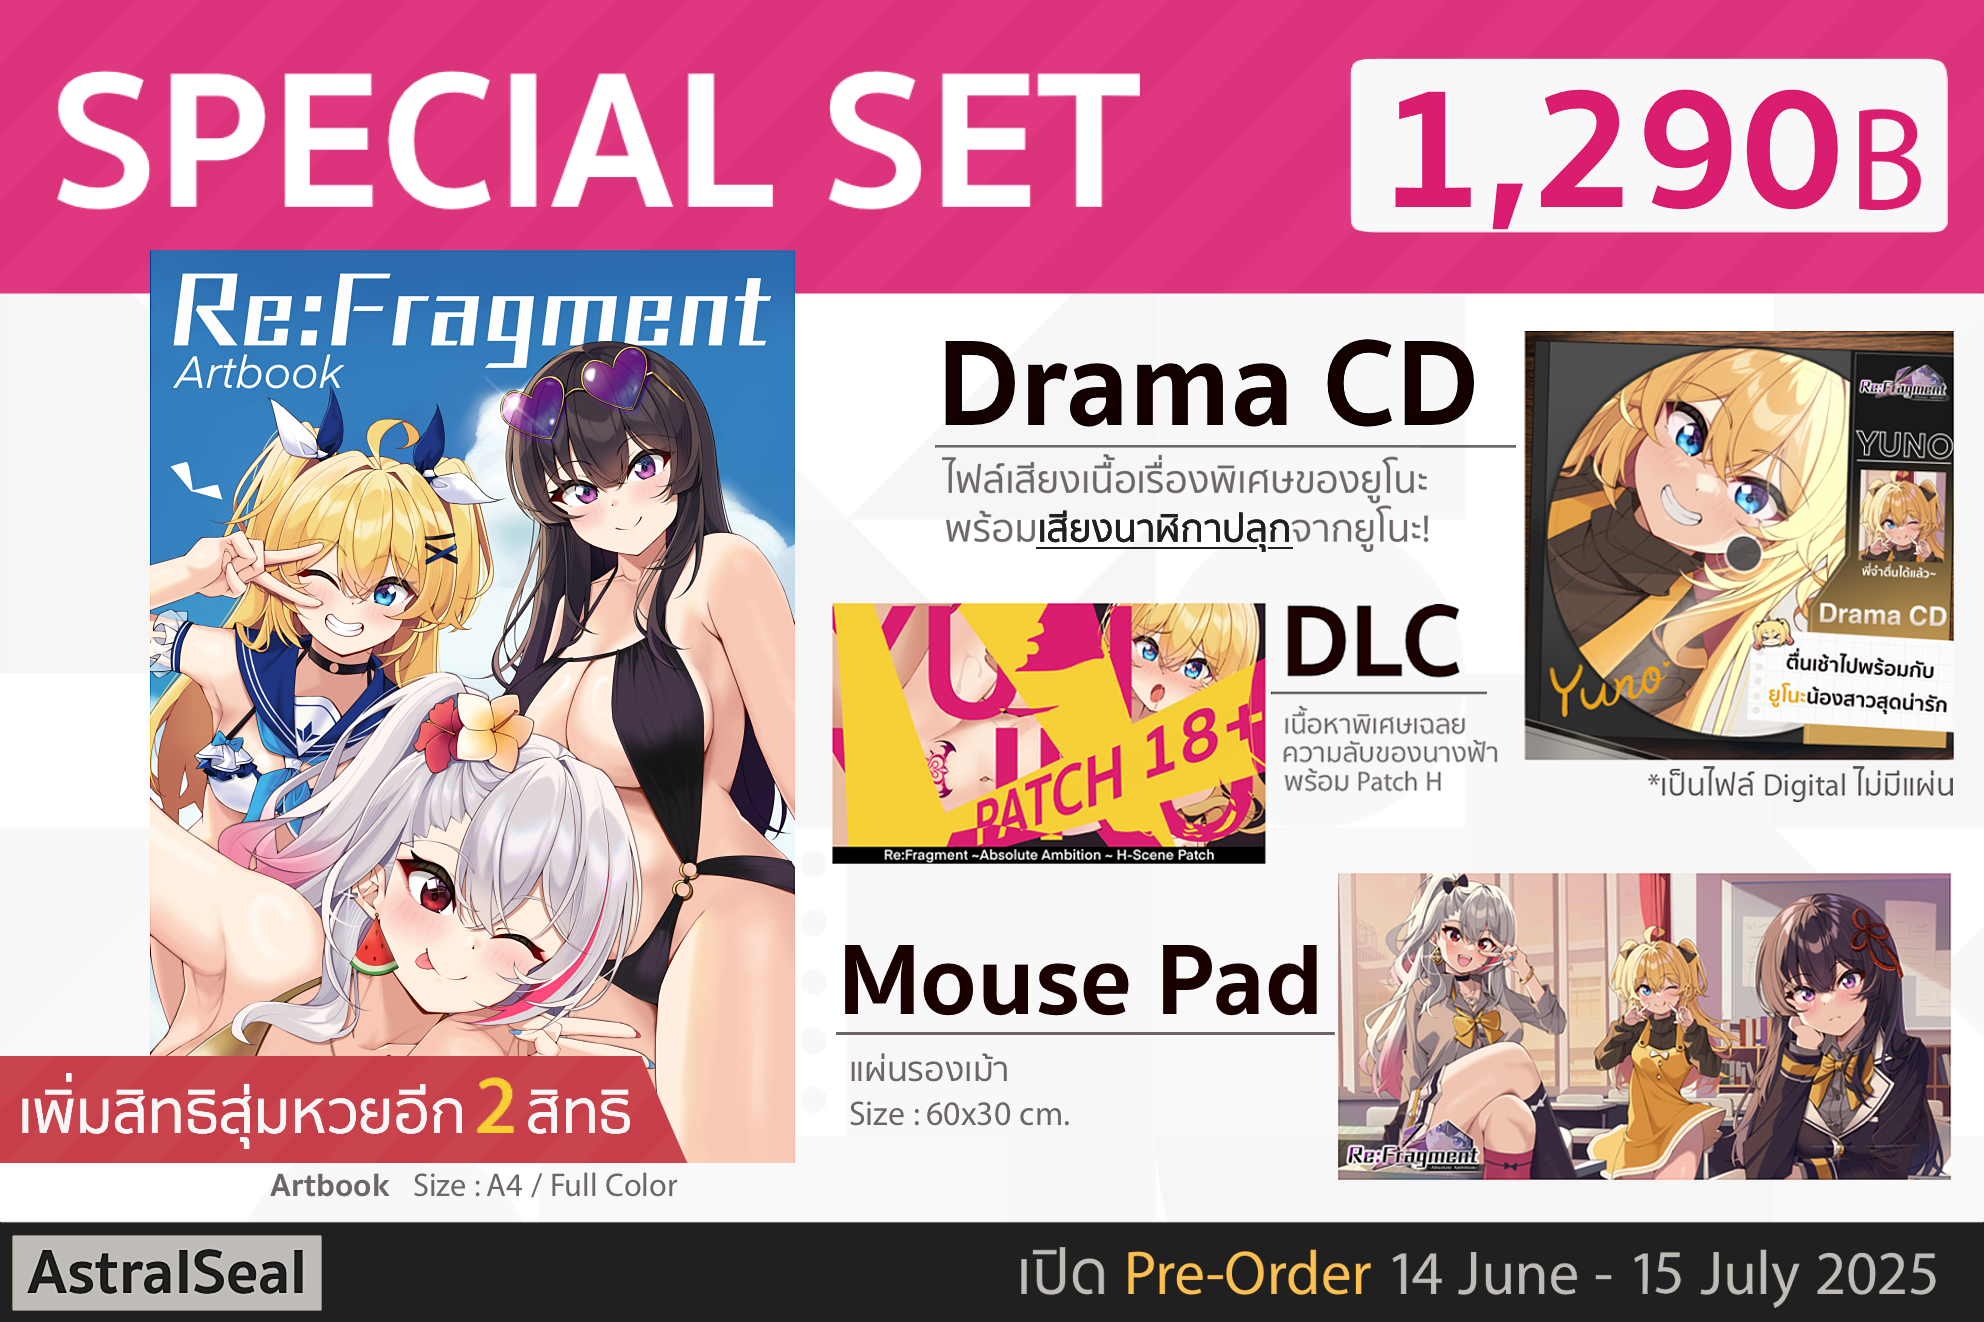 SPECIAL SET
1,290B
Re:Fragment
Artbook
เพิ่มสิทธิสุ่มหวยอีก 2 สิทธิ
Artbook Size : A4 / Full Color
Drama CD
ไฟล์เสียงเนื้อเรื่องพิเศษของยูโนะ
พร้อมเสียงนาฬิกาปลุกจากยูโนะ!
Re:Fragment
YUNO
พี่จ๋าตื่นได้แล้ว~
Drama CD
ตื่นเช้าไปพร้อมกับ
ยูโนะน้องสาวสุดน่ารัก
Yuno
*เป็นไฟล์ Digital ไม่มีแผ่น
PATCH 18+
Re:Fragment ~Absolute Ambition ~ H-Scene Patch
DLC
เนื้อหาพิเศษเฉลย
ความลับของนางฟ้า
พร้อม Patch H
Mouse Pad
แผ่นรองเม้า
Size : 60x30 cm.
Re:Fragment
AstralSeal
เปิด Pre-Order 14 June - 15 July 2025